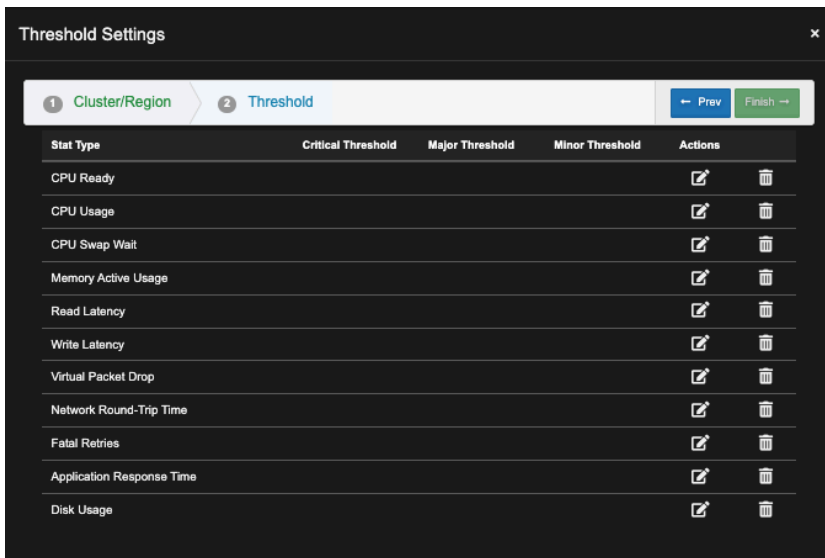 Threshold Settings ×
1 Cluster/Region 2 Threshold ← Prev Finish →
Stat Type Critical Threshold Major Threshold Minor Threshold Actions
CPU Ready
CPU Usage
CPU Swap Wait
Memory Active Usage
Read Latency
Write Latency
Virtual Packet Drop
Network Round-Trip Time
Fatal Retries
Application Response Time
Disk Usage